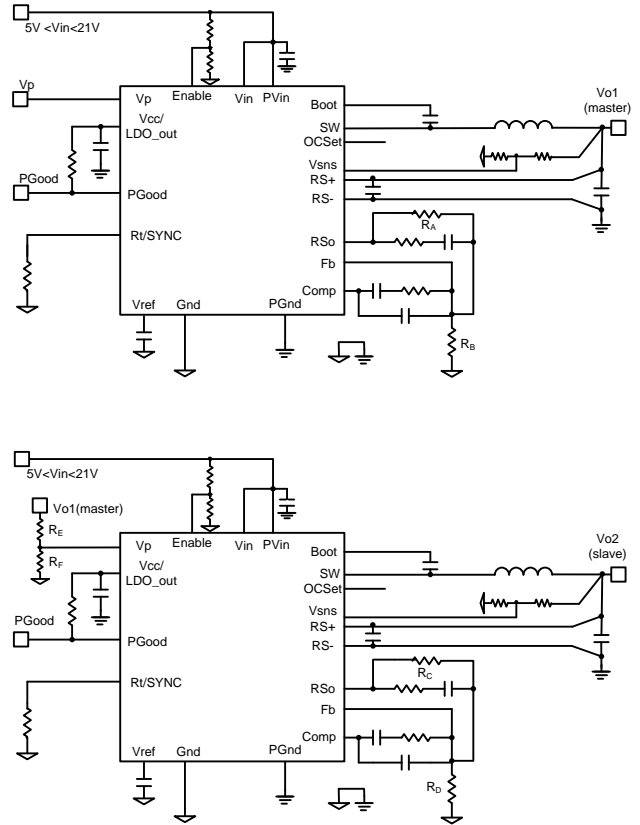 5V <Vin<21V
Vp
Vp
Enable
Vin
PVin
Boot
Vcc/
LDO_out
SW
OCSet
Vo1
(master)
Vsns
RS+
PGood
PGood
RS-
Rt/SYNC
RSo
RA
Fb
Comp
Vref
Gnd
PGnd
RB
5V<Vin<21V
Vo1(master)
RE
RF
Vp
Enable
Vin
PVin
Boot
Vcc/
LDO_out
SW
OCSet
Vo2
(slave)
Vsns
RS+
PGood
PGood
RS-
Rt/SYNC
RSo
RC
Fb
Comp
Vref
Gnd
PGnd
RD